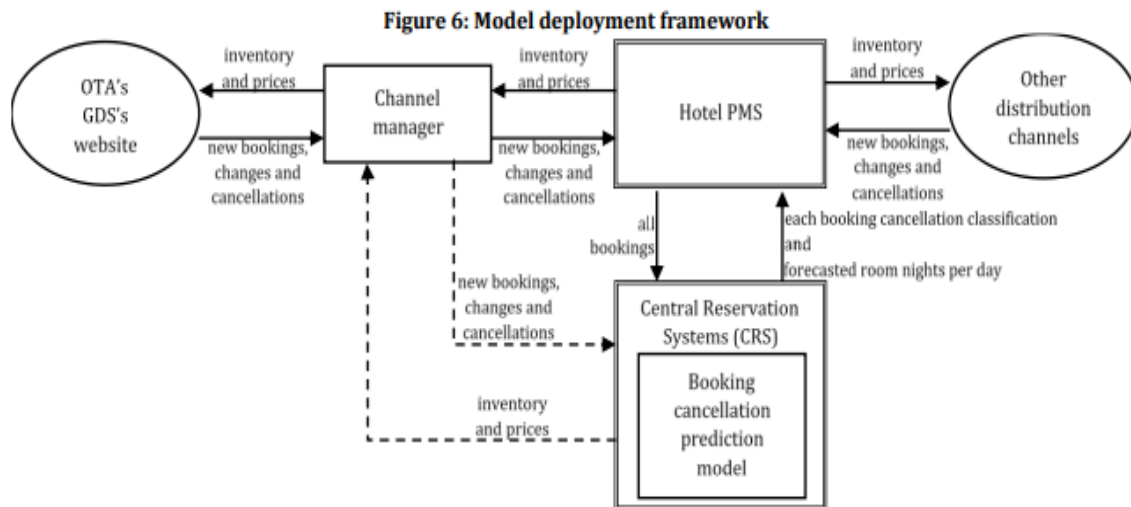 Figure 6: Model deployment framework
OTA's
GDS's
website
inventory
and prices
new bookings,
changes and
cancellations
Channel
manager
inventory
and prices
new bookings,
changes and
cancellations
Hotel PMS
inventory
and prices
new bookings,
changes and
cancellations
Other
distribution
channels
all
bookings
each booking cancellation classification
and
forecasted room nights per day
new bookings,
changes and
cancellations
inventory
and prices
Central Reservation
Systems (CRS)
Booking
cancellation
prediction
model